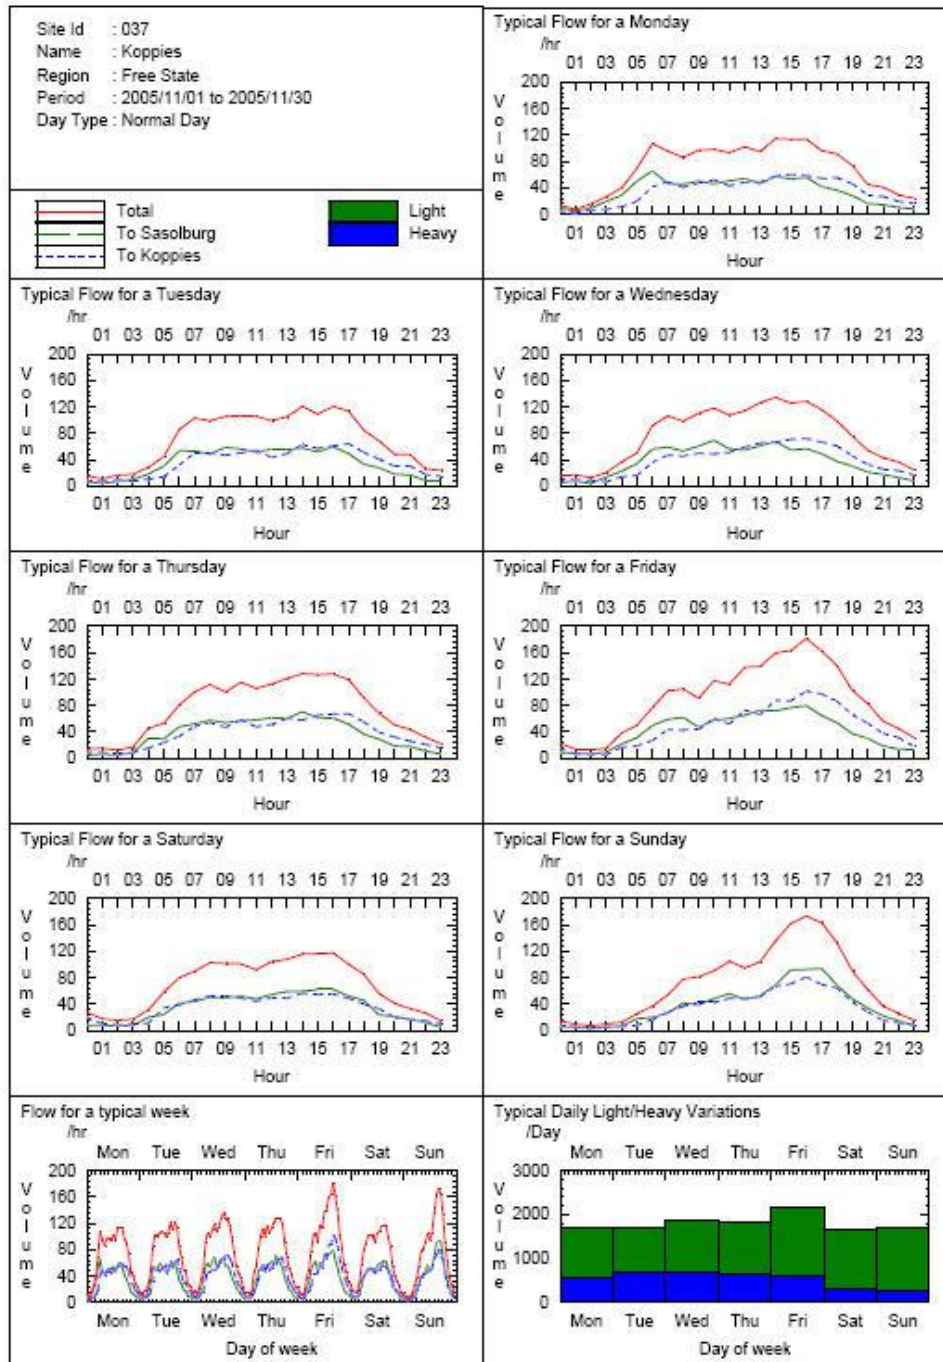 Site Id : 037
Name : Koppies
Region : Free State
Period : 2005/11/01 to 2005/11/30
Day Type : Normal Day
Total
To Sasolburg
To Koppies
Light
Heavy
Typical Flow for a Monday
/hr
01 03 05 07 09 11 13 15 17 19 21 23
200
160
120
80
40
0
Volume
01 03 05 07 09 11 13 15 17 19 21 23
Hour
Typical Flow for a Tuesday
/hr
01 03 05 07 09 11 13 15 17 19 21 23
200
160
120
80
40
0
Volume
01 03 05 07 09 11 13 15 17 19 21 23
Hour
Typical Flow for a Wednesday
/hr
01 03 05 07 09 11 13 15 17 19 21 23
200
160
120
80
40
0
Volume
01 03 05 07 09 11 13 15 17 19 21 23
Hour
Typical Flow for a Thursday
/hr
01 03 05 07 09 11 13 15 17 19 21 23
200
160
120
80
40
0
Volume
01 03 05 07 09 11 13 15 17 19 21 23
Hour
Typical Flow for a Friday
/hr
01 03 05 07 09 11 13 15 17 19 21 23
200
160
120
80
40
0
Volume
01 03 05 07 09 11 13 15 17 19 21 23
Hour
Typical Flow for a Saturday
/hr
01 03 05 07 09 11 13 15 17 19 21 23
200
160
120
80
40
0
Volume
01 03 05 07 09 11 13 15 17 19 21 23
Hour
Typical Flow for a Sunday
/hr
01 03 05 07 09 11 13 15 17 19 21 23
200
160
120
80
40
0
Volume
01 03 05 07 09 11 13 15 17 19 21 23
Hour
Flow for a typical week
/hr
Mon Tue Wed Thu Fri Sat Sun
200
160
120
80
40
0
Volume
Mon Tue Wed Thu Fri Sat Sun
Day of week
Typical Daily Light/Heavy Variations
/Day
Mon Tue Wed Thu Fri Sat Sun
3000
2000
1000
0
Volume
Mon Tue Wed Thu Fri Sat Sun
Day of week